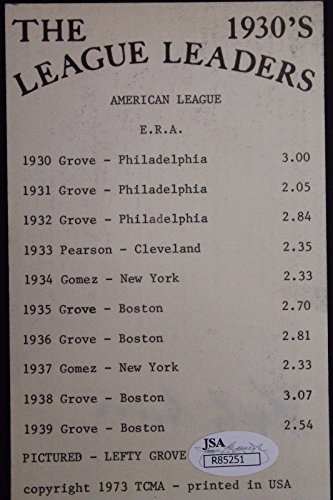 THE 1930'S
LEAGUE LEADERS
AMERICAN LEAGUE
E.R.A.
1930 Grove - Philadelphia 3.00
1931 Grove - Philadelphia 2.05
1932 Grove - Philadelphia 2.84
1933 Pearson - Cleveland 2.35
1934 Gomez - New York 2.33
1935 Grove - Boston 2.70
1936 Grove - Boston 2.81
1937 Gomez - New York 2.33
1938 Grove - Boston 3.07
1939 Grove - Boston 2.54
PICTURED - LEFTY GROVE
JSA
R85251
copyright 1973 TCMA - printed in USA